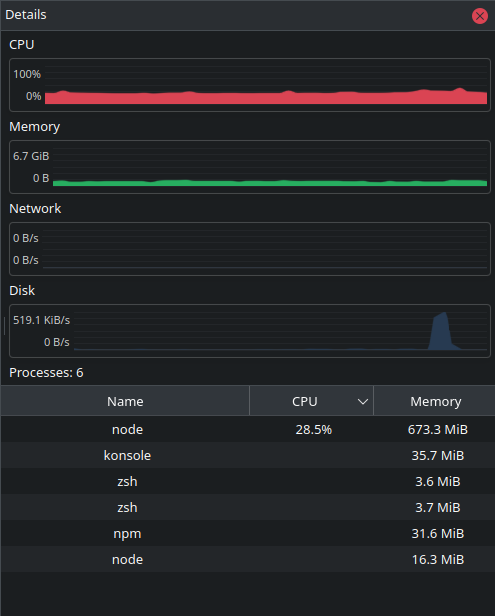 Details
CPU
100%
0%
Memory
6.7 GiB
0 B
Network
0 B/s
0 B/s
Disk
519.1 KiB/s
0 B/s
Processes: 6
Name CPU Memory
node 28.5% 673.3 MiB
konsole 35.7 MiB
zsh 3.6 MiB
zsh 3.7 MiB
npm 31.6 MiB
node 16.3 MiB